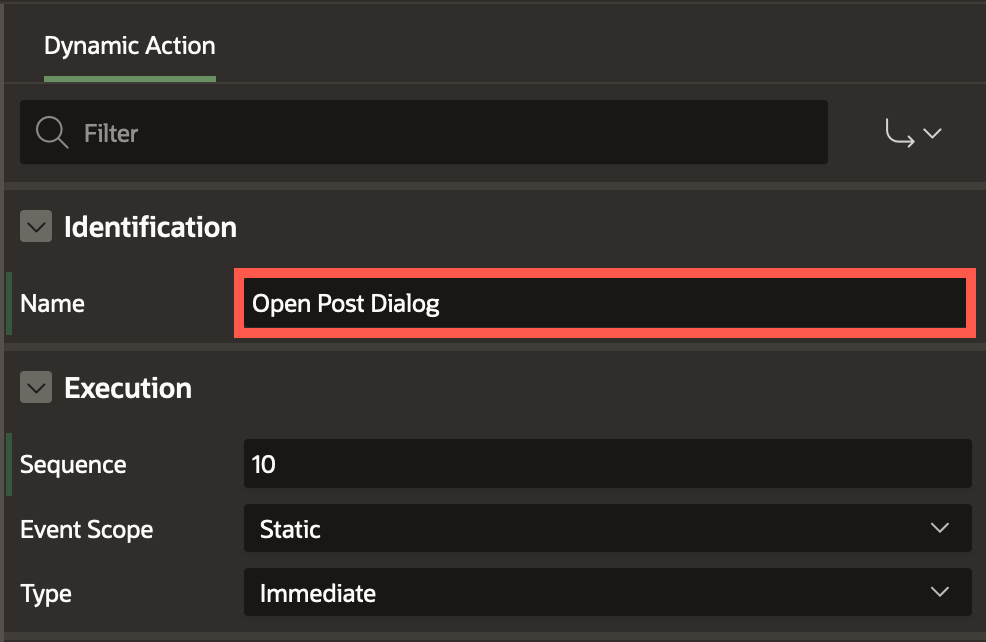 Dynamic Action
Filter
Identification
Name Open Post Dialog
Execution
Sequence 10
Event Scope Static
Type Immediate